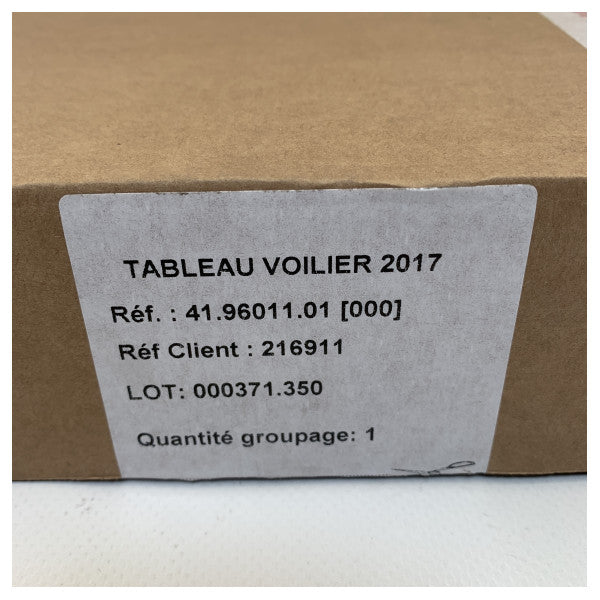 TABLEAU VOILIER 2017
Réf. : 41.96011.01 [000]
Réf Client : 216911
LOT: 000371.350
Quantité groupage: 1